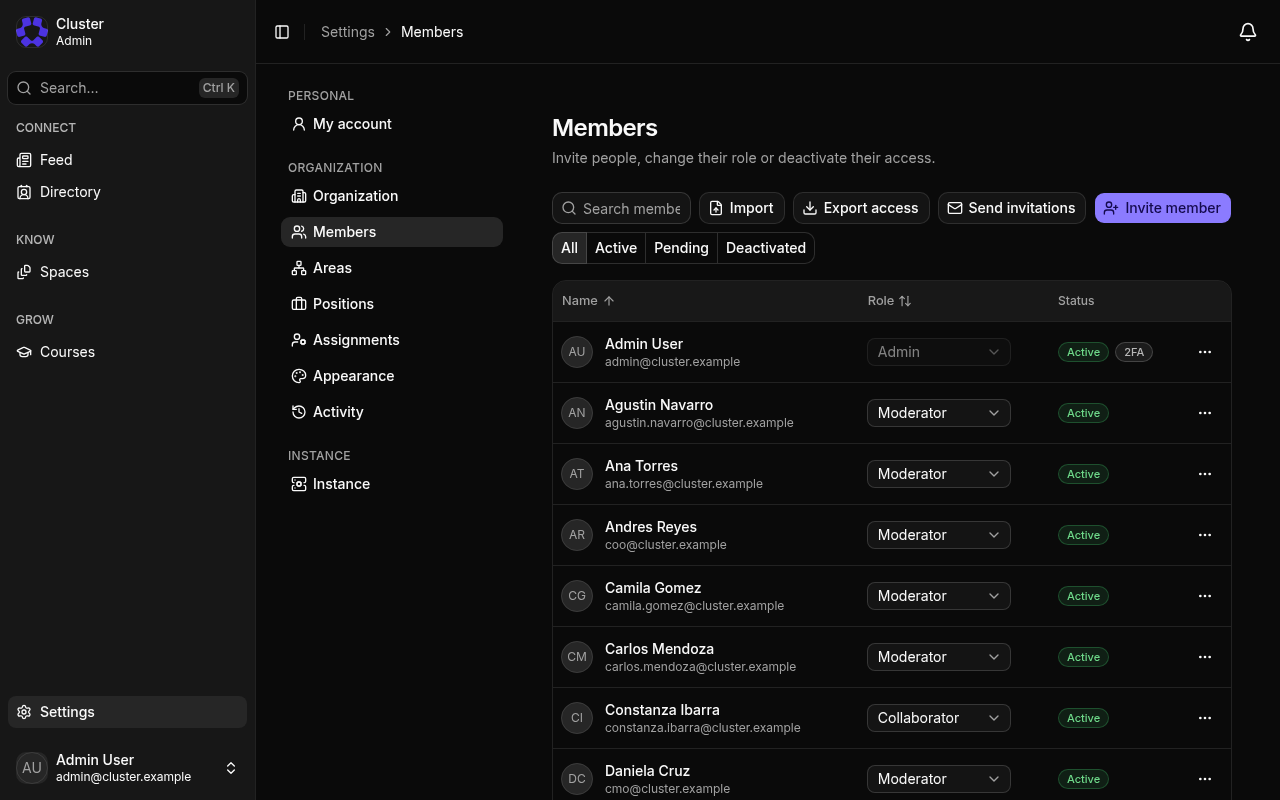 Cluster
Admin
Search...
Ctrl K
CONNECT
Feed
Directory
KNOW
Spaces
GROW
Courses
Settings
AU
Admin User
admin@cluster.example
Settings > Members
PERSONAL
My account
ORGANIZATION
Organization
Members
Areas
Positions
Assignments
Appearance
Activity
INSTANCE
Instance
Members
Invite people, change their role or deactivate their access.
Search membe
Import
Export access
Send invitations
Invite member
All
Active
Pending
Deactivated
Name
Role
Status
AU
Admin User
admin@cluster.example
Admin
Active
2FA
AN
Agustin Navarro
agustin.navarro@cluster.example
Moderator
Active
AT
Ana Torres
ana.torres@cluster.example
Moderator
Active
AR
Andres Reyes
coo@cluster.example
Moderator
Active
CG
Camila Gomez
camila.gomez@cluster.example
Moderator
Active
CM
Carlos Mendoza
carlos.mendoza@cluster.example
Moderator
Active
CI
Constanza Ibarra
constanza.ibarra@cluster.example
Collaborator
Active
DC
Daniela Cruz
cmo@cluster.example
Moderator
Active